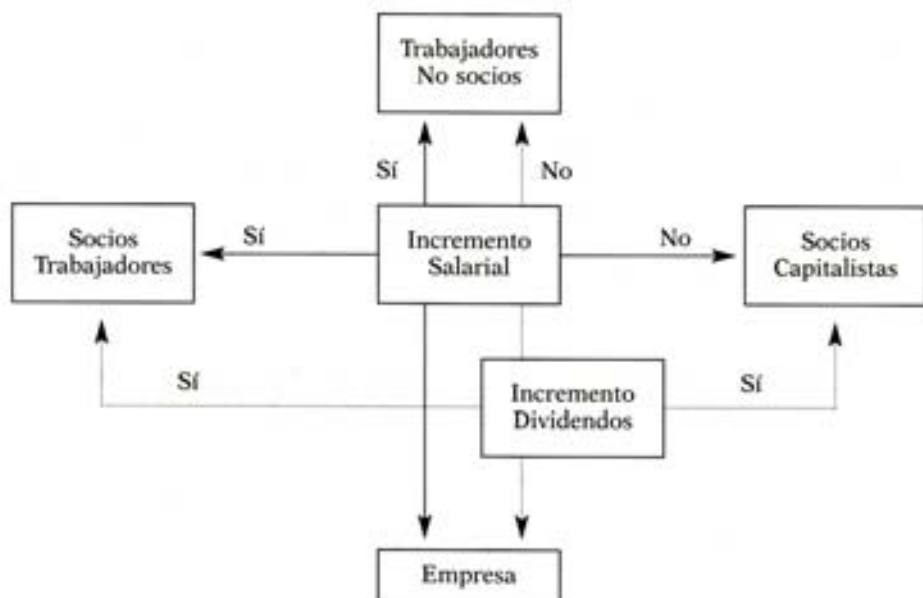 Trabajadores
No socios
Sí
No
Socios
Trabajadores
Sí
Incremento
Salarial
No
Socios
Capitalistas
Sí
Incremento
Dividendos
Sí
Empresa